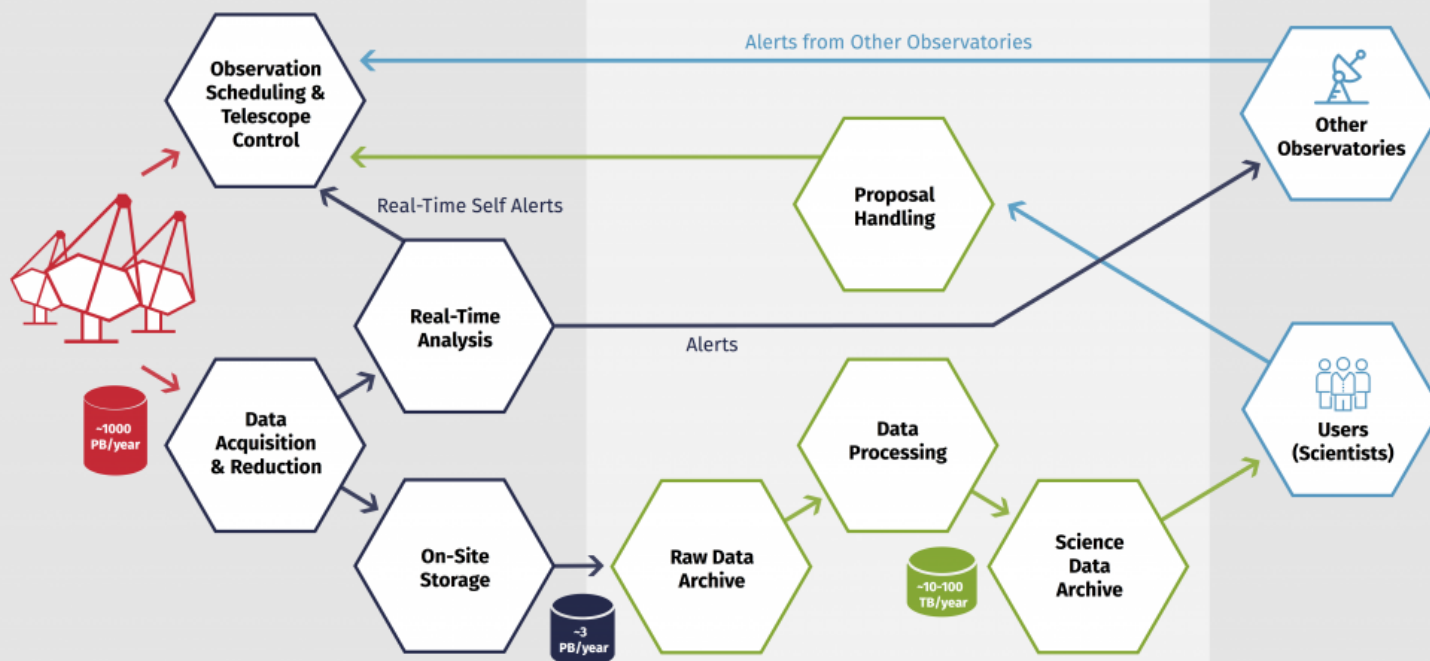 Observation
Scheduling &
Telescope
Control
Alerts from Other Observatories
Other
Observatories
Proposal
Handling
Real-Time Self Alerts
Real-Time
Analysis
Alerts
~1000
PB/year
Data
Acquisition
& Reduction
Data
Processing
Users
(Scientists)
On-Site
Storage
~3
PB/year
Raw Data
Archive
~10-100
TB/year
Science
Data
Archive